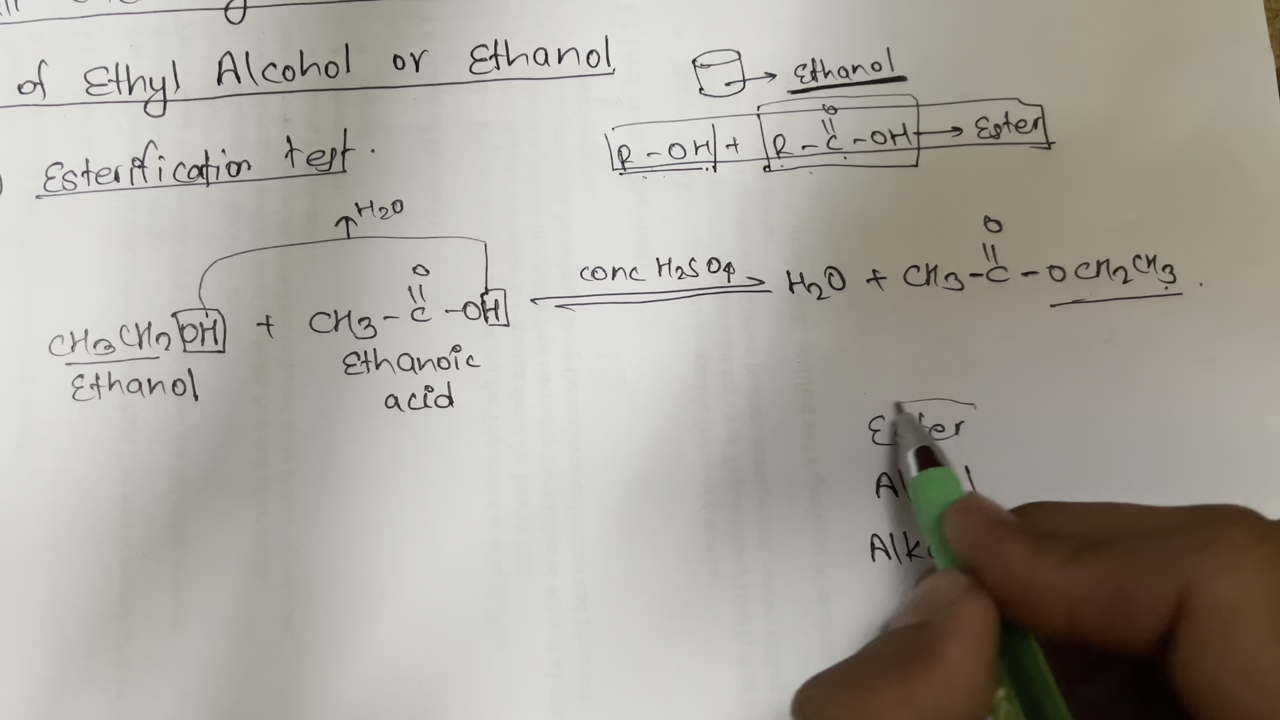 of Ethyl Alcohol or Ethanol
→ Ethanol
R-OH + R-C-OH → Ester
O
||
Esterification test.
↑H2O
CH3CH2OH + CH3-C-OH
O
||
conc H2SO4
H2O + CH3-C-OCH2CH3.
O
||
Ethanol
Ethanoic
acid